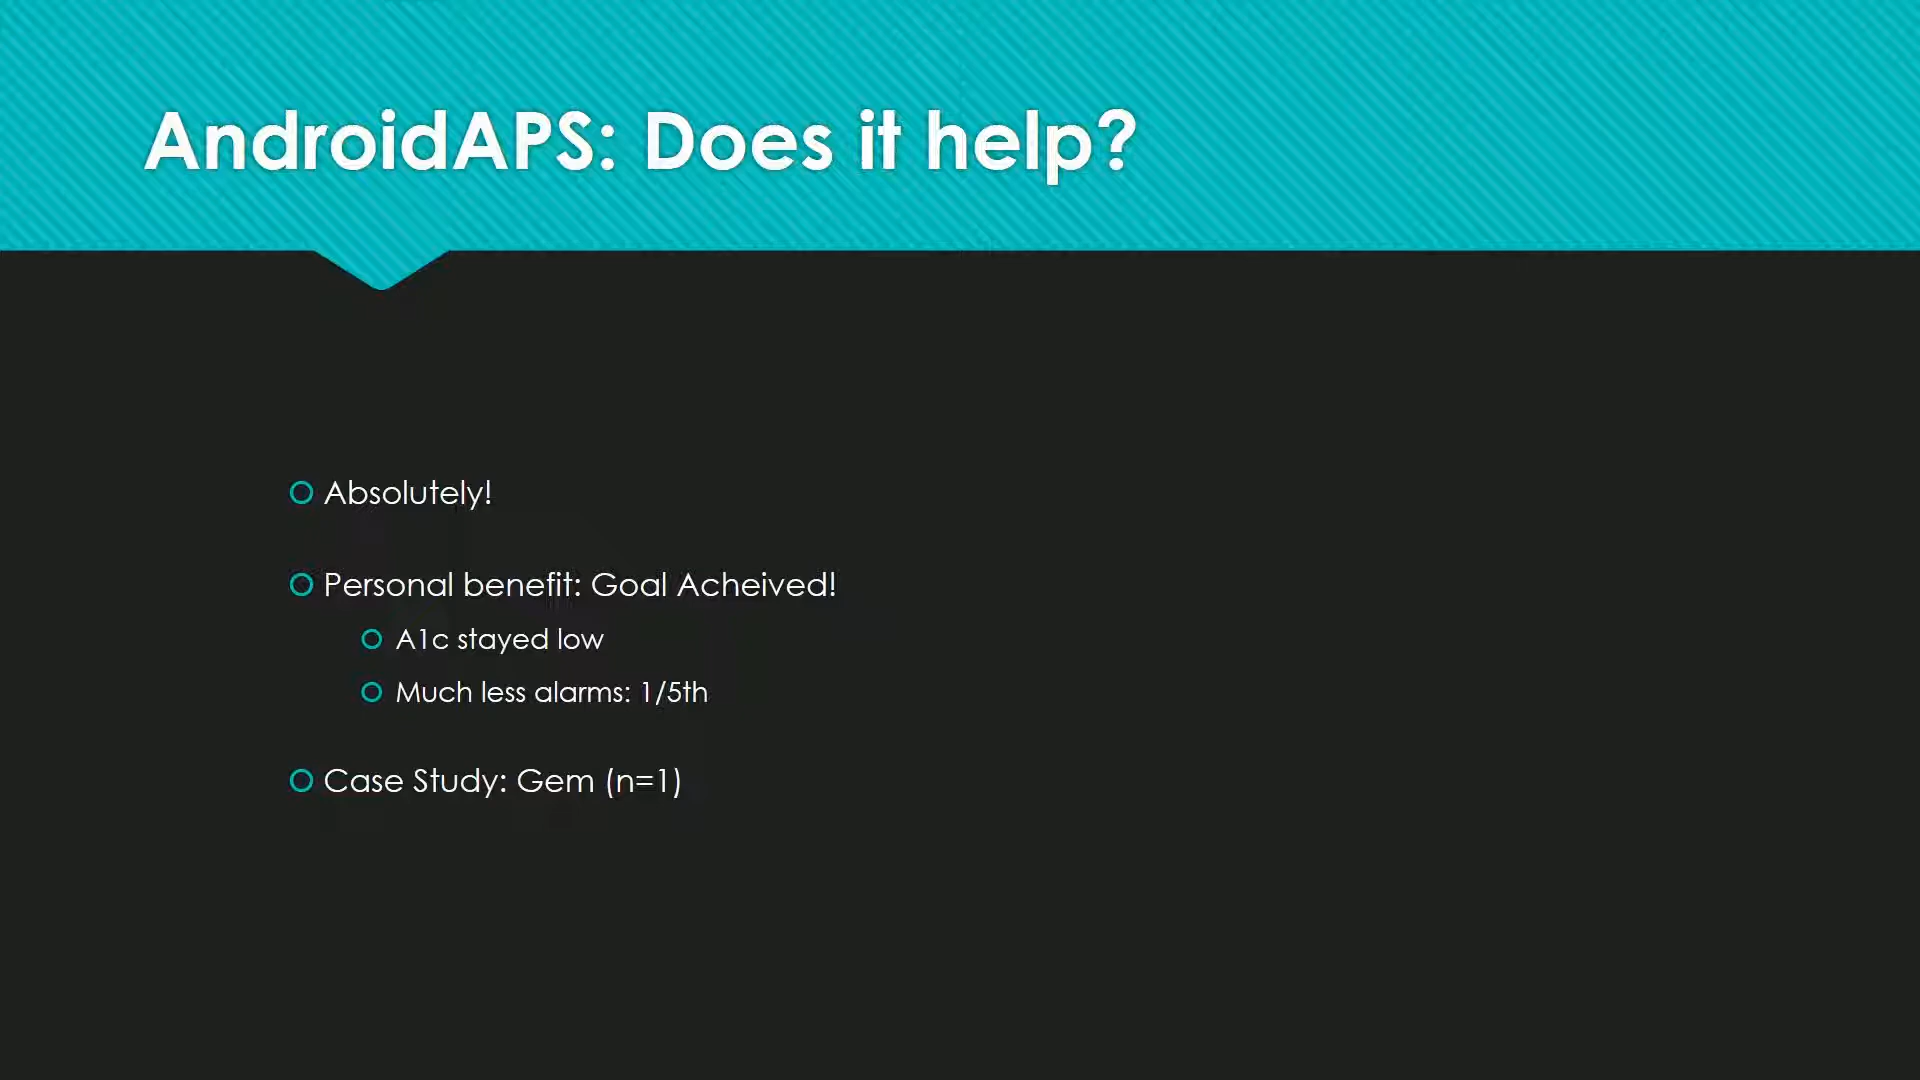 AndroidAPS: Does it help?
Absolutely!
Personal benefit: Goal Acheived!
A1c stayed low
Much less alarms: 1/5th
Case Study: Gem (n=1)